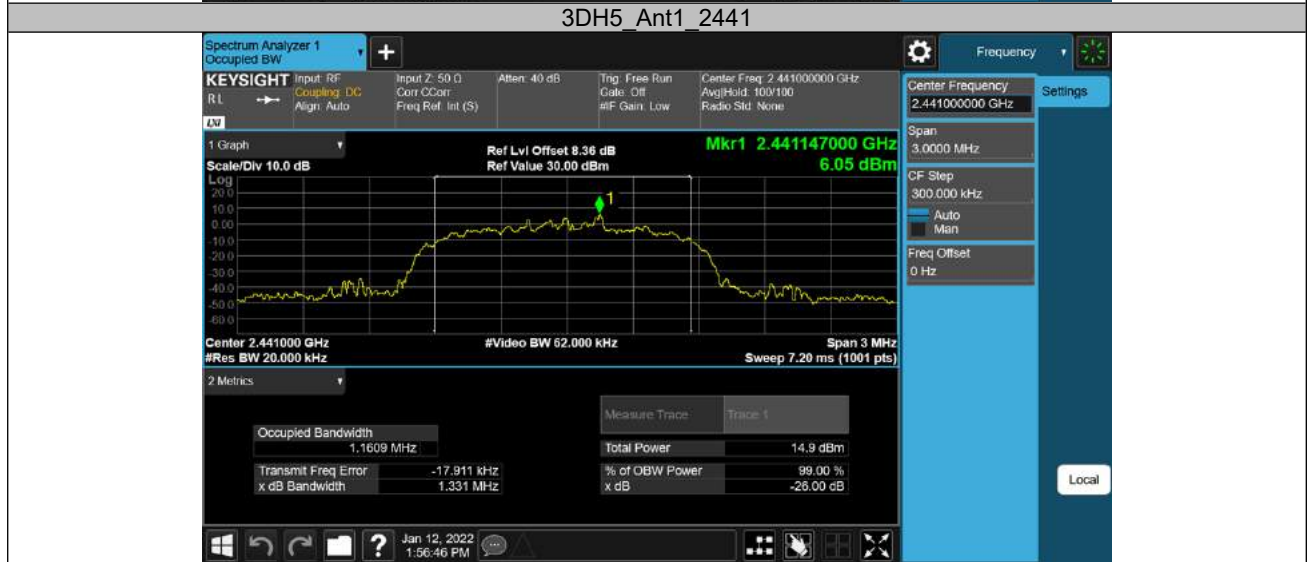 3DH5_Ant1_2441
Spectrum Analyzer 1
Occupied BW
Frequency
KEYSIGHT
RL
LXI
Input: RF
Coupling: DC
Align: Auto
Input Z: 50 Ω
Corr CCorr
Freq Ref: Int (S)
Atten: 40 dB
Trig: Free Run
Gate: Off
#IF Gain: Low
Center Freq: 2.441000000 GHz
Avg|Hold: 100/100
Radio Std: None
Center Frequency
2.441000000 GHz
Settings
Span
3.0000 MHz
CF Step
300.000 kHz
Auto
Man
Freq Offset
0 Hz
Local
1 Graph
Scale/Div 10.0 dB
Ref Lvl Offset 8.36 dB
Ref Value 30.00 dBm
Mkr1 2.441147000 GHz
6.05 dBm
Log
20.0
10.0
0.00
-10.0
-20.0
-30.0
-40.0
-50.0
-60.0
1
Center 2.441000 GHz
#Res BW 20.000 kHz
#Video BW 62.000 kHz
Span 3 MHz
Sweep 7.20 ms (1001 pts)
2 Metrics
Measure Trace Trace 1
Occupied Bandwidth
1.1609 MHz
Total Power 14.9 dBm
Transmit Freq Error -17.911 kHz
% of OBW Power 99.00 %
x dB Bandwidth 1.331 MHz
x dB -26.00 dB
Jan 12, 2022
1:56:46 PM